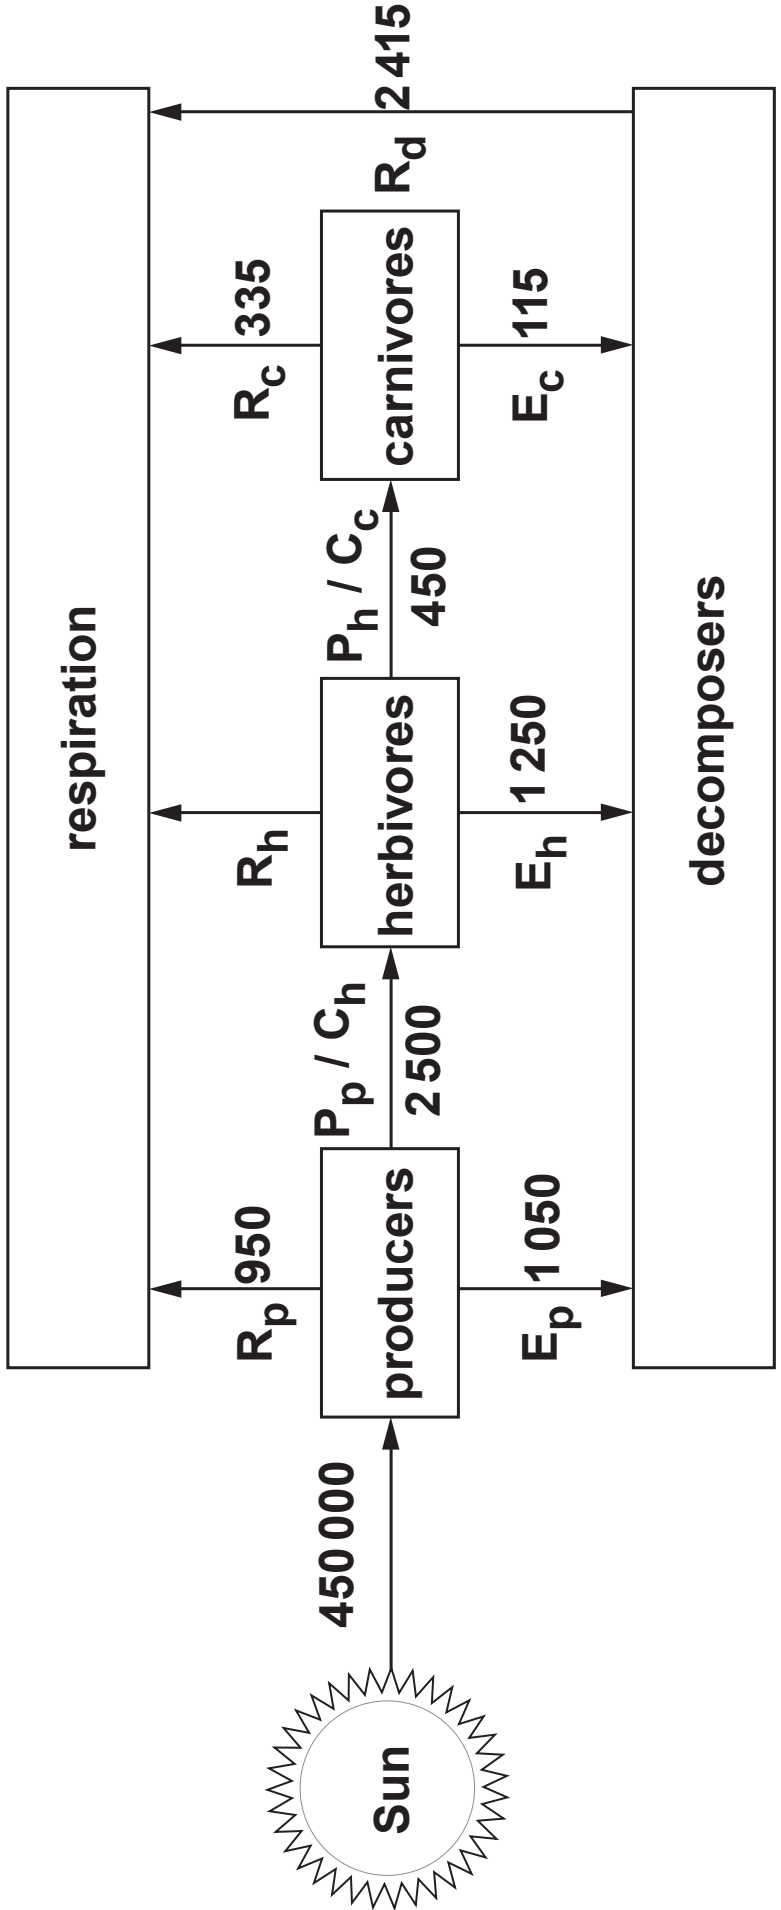 respiration
R_p 950
R_h
R_c 335
R_d 2 415
Sun
450 000
producers
P_p / C_h
2 500
herbivores
P_h / C_c
450
carnivores
E_p 1 050
E_h 1 250
E_c 115
decomposers